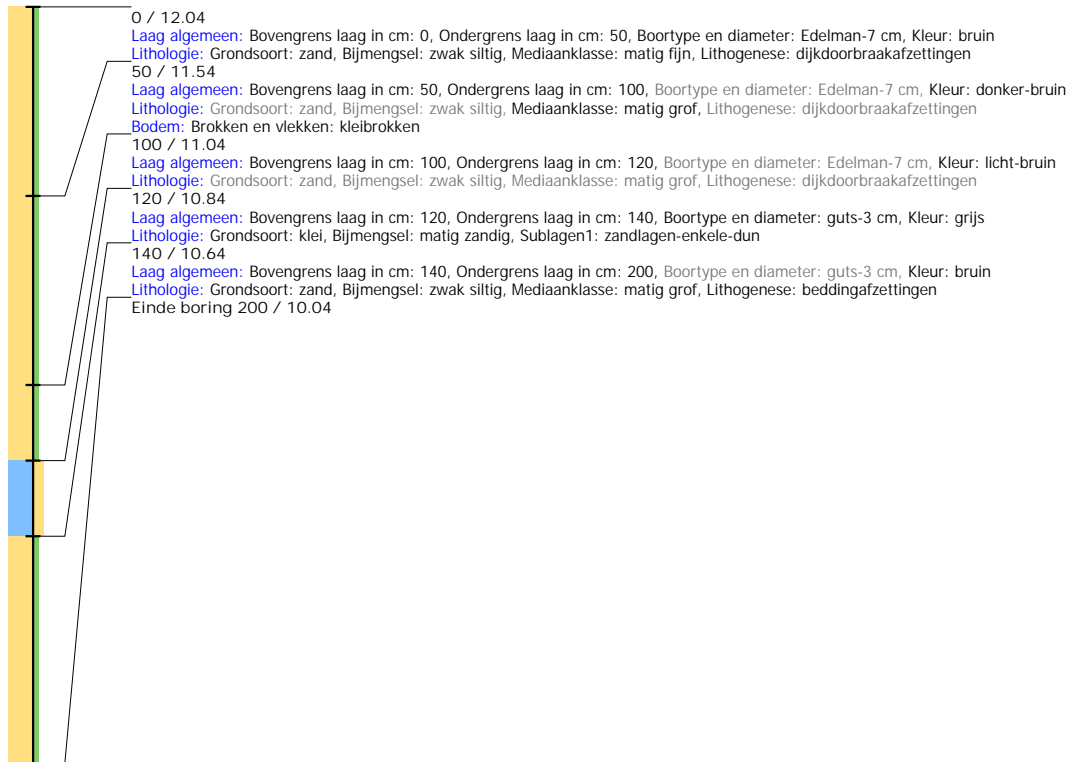 0 / 12.04
Laag algemeen: Bovengrens laag in cm: 0, Ondergrens laag in cm: 50, Boortype en diameter: Edelman-7 cm, Kleur: bruin
Lithologie: Grondsoort: zand, Bijmengsel: zwak siltig, Mediaanklasse: matig fijn, Lithogenese: dijkdoorbraakafzettingen
50 / 11.54
Laag algemeen: Bovengrens laag in cm: 50, Ondergrens laag in cm: 100, Boortype en diameter: Edelman-7 cm, Kleur: donker-bruin
Lithologie: Grondsoort: zand, Bijmengsel: zwak siltig, Mediaanklasse: matig grof, Lithogenese: dijkdoorbraakafzettingen
Bodem: Brokken en vlekken: kleibrokken
100 / 11.04
Laag algemeen: Bovengrens laag in cm: 100, Ondergrens laag in cm: 120, Boortype en diameter: Edelman-7 cm, Kleur: licht-bruin
Lithologie: Grondsoort: zand, Bijmengsel: zwak siltig, Mediaanklasse: matig grof, Lithogenese: dijkdoorbraakafzettingen
120 / 10.84
Laag algemeen: Bovengrens laag in cm: 120, Ondergrens laag in cm: 140, Boortype en diameter: guts-3 cm, Kleur: grijs
Lithologie: Grondsoort: klei, Bijmengsel: matig zandig, Sublagen1: zandlagen-enkele-dun
140 / 10.64
Laag algemeen: Bovengrens laag in cm: 140, Ondergrens laag in cm: 200, Boortype en diameter: guts-3 cm, Kleur: bruin
Lithologie: Grondsoort: zand, Bijmengsel: zwak siltig, Mediaanklasse: matig grof, Lithogenese: beddingafzettingen
Einde boring 200 / 10.04